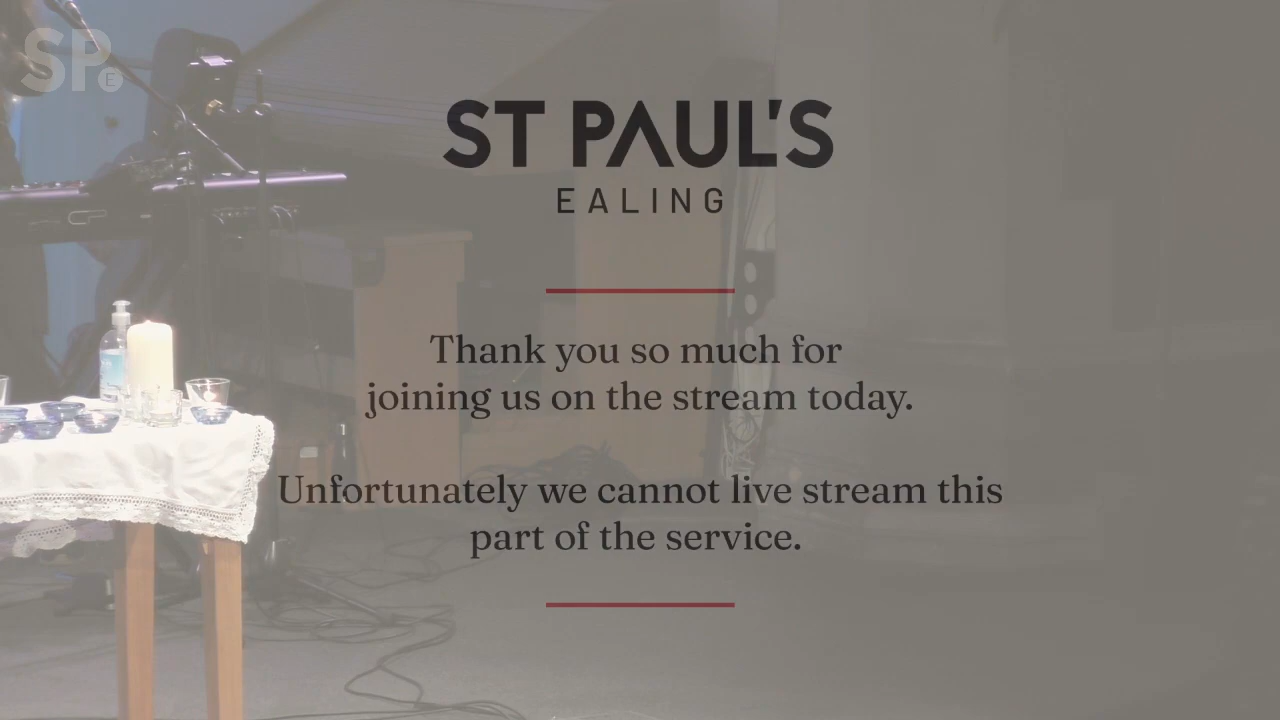 SP.E
ST PAUL'S
EALING
Thank you so much for
joining us on the stream today.
Unfortunately we cannot live stream this
part of the service.